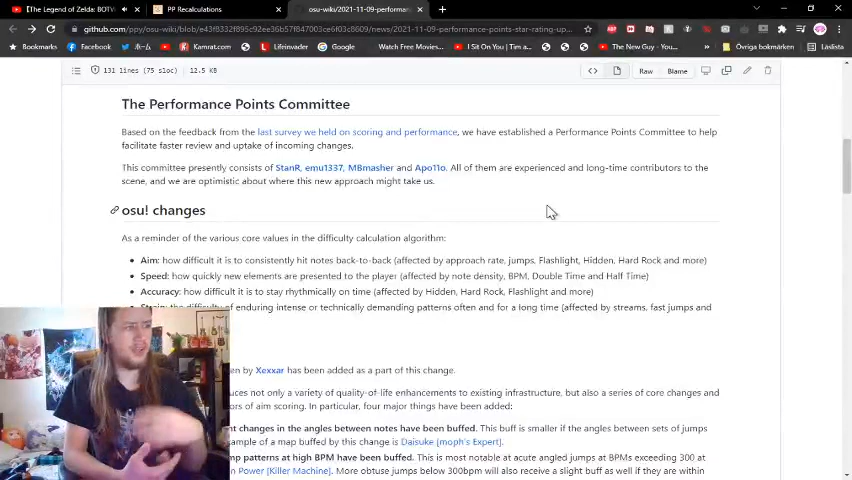 【The Legend of Zelda: BOTW
PP Recalculations
osu-wiki/2021-11-09-performan
github.com/ppy/osu-wiki/blob/e43f8332f895c9ec22ec365d97473003ce6f03c8609/news/2021-11-09-performance-points-star-rating-up...
Facebook
Amazon
Kamrat.com
Lifeinvader
Google
Watch Free Movies...
I Sit On You | Tim a...
YouTube
The New Guy - You...
Övriga bokmärken
Läslista
131 lines (75 sloc)
12.5 KB
Raw
Blame
The Performance Points Committee
Based on the feedback from the last survey we held on scoring and performance, we have established a Performance Points Committee to help
facilitate faster review and uptake of incoming changes.
This committee presently consists of StanR, emu1337, MBmasher and Apo11o. All of them are experienced and long-time contributors to the
scene, and we are optimistic about where this new approach might take us.
osu! changes
As a reminder of the various core values in the difficulty calculation algorithm:
Aim: how difficult it is to consistently hit notes back-to-back (affected by approach rate, jumps, Flashlight, Hidden, Hard Rock and more)
Speed: how quickly new elements are presented to the player (affected by note density, BPM, Double Time and Half Time)
Accuracy: how difficult it is to stay rhythmically on time (affected by Hidden, Hard Rock, Flashlight and more)
Strain: the difficulty of enduring intense or technically demanding patterns often and for a long time (affected by streams, fast jumps and
by Xexxar has been added as a part of this change.
not only a variety of quality-of-life enhancements to existing infrastructure, but also a series of core changes and
of aim scoring. In particular, four major things have been added:
changes in the angles between notes have been buffed. This buff is smaller if the angles between sets of jumps
example of a map buffed by this change is Daisuke [moph's Expert].
patterns at high BPM have been buffed. This is most notable at acute angled jumps at BPMs exceeding 300 at
Power [Killer Machine]. More obtuse jumps below 300bpm will also receive a slight buff as well if they are within